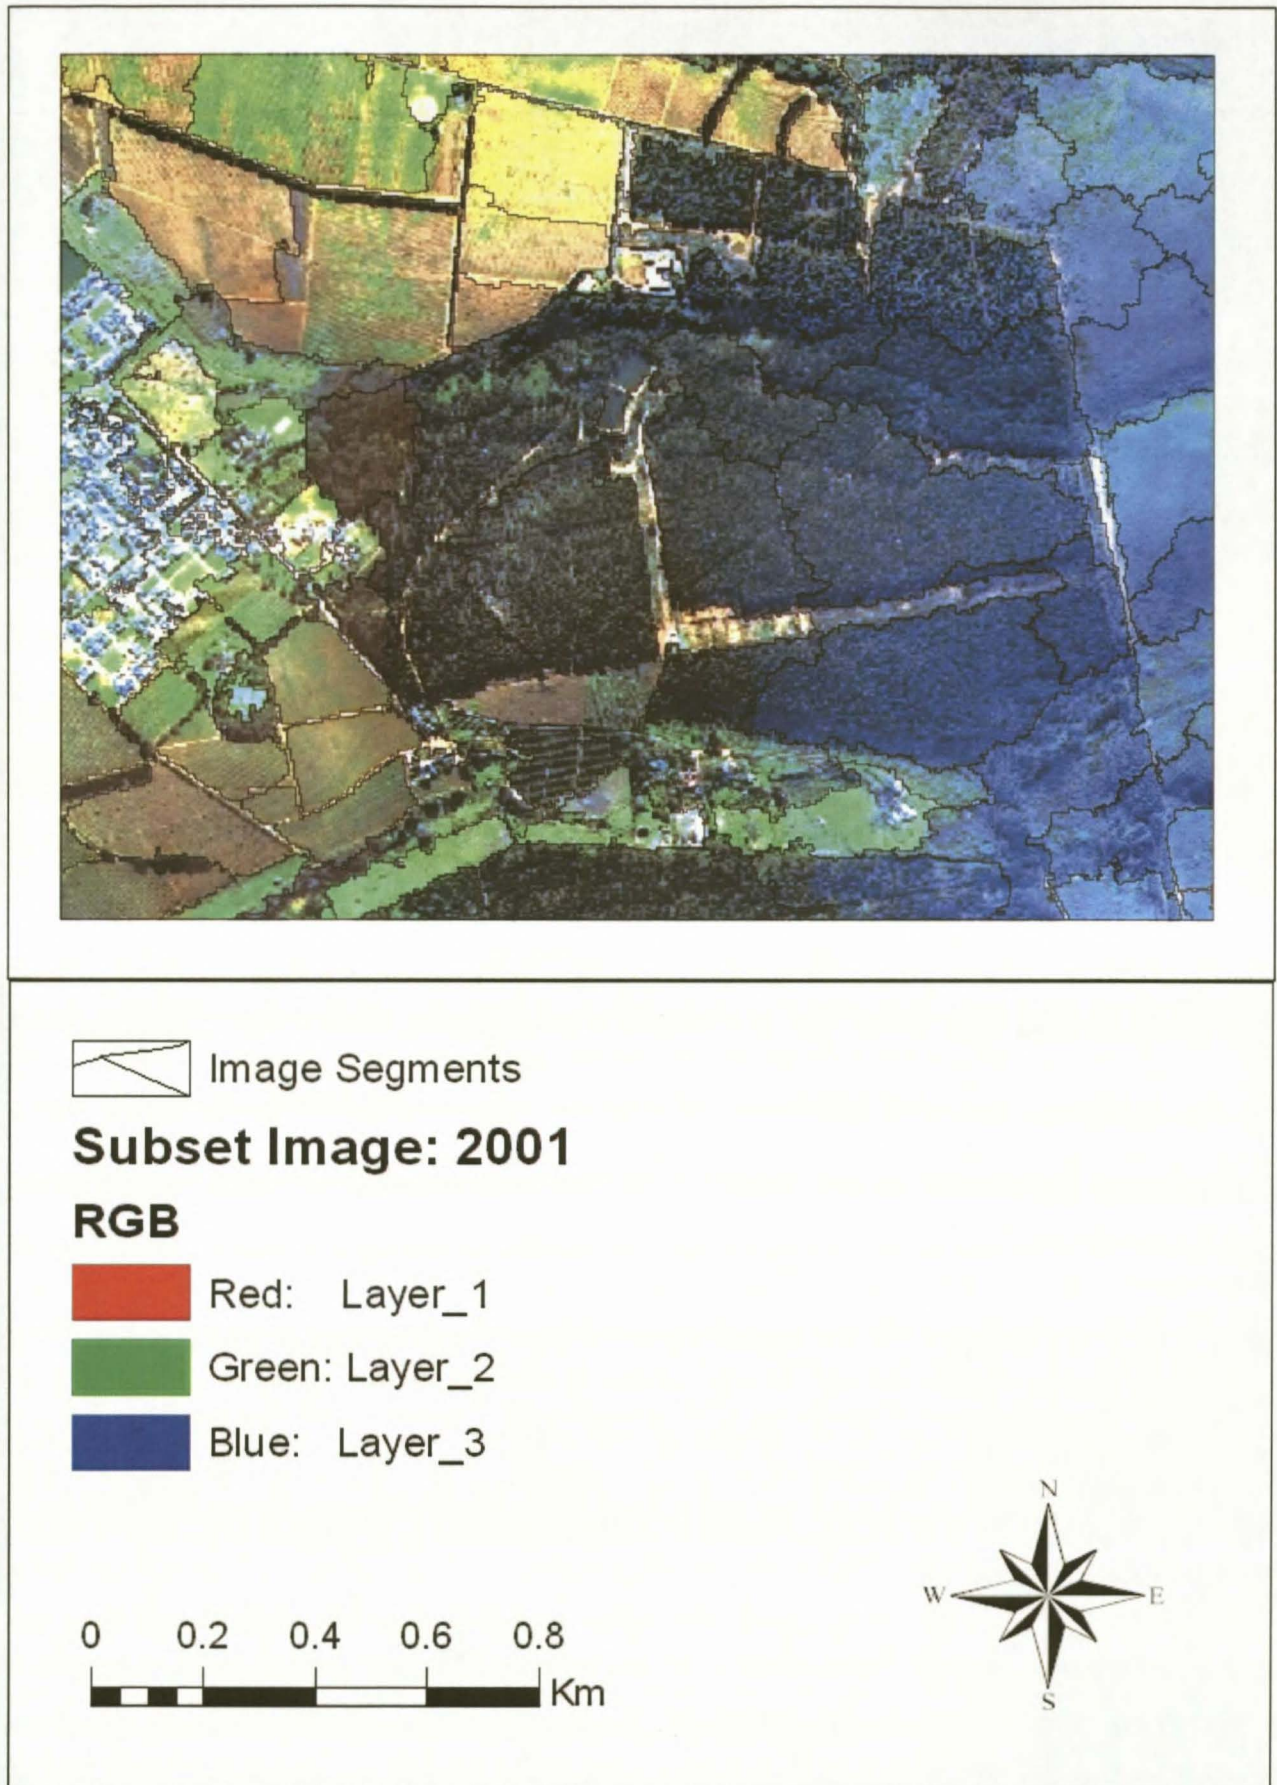 Image Segments
Subset Image: 2001
RGB
Red: Layer_1
Green: Layer_2
Blue: Layer_3
N
W E
S
0 0.2 0.4 0.6 0.8
Km